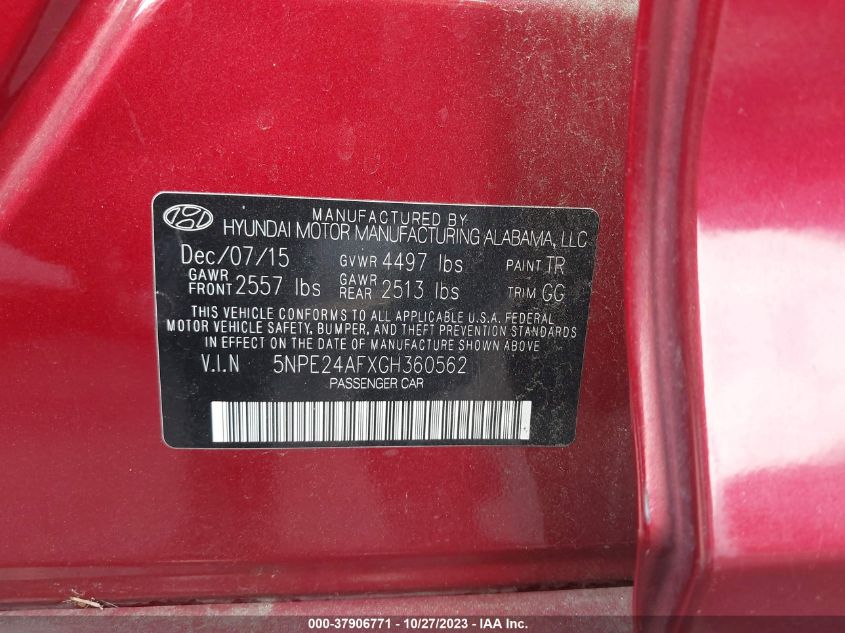 MANUFACTURED BY
HYUNDAI MOTOR MANUFACTURING ALABAMA, LLC
Dec/07/15 GVWR 4497 lbs PAINT TR
GAWR FRONT 2557 lbs GAWR REAR 2513 lbs TRIM GG
THIS VEHICLE CONFORMS TO ALL APPLICABLE U.S.A. FEDERAL
MOTOR VEHICLE SAFETY, BUMPER, AND THEFT PREVENTION STANDARDS
IN EFFECT ON THE DATE OF MANUFACTURE SHOWN ABOVE.
V.I.N 5NPE24AFXGH360562
PASSENGER CAR
000-37906771 - 10/27/2023 - IAA Inc.